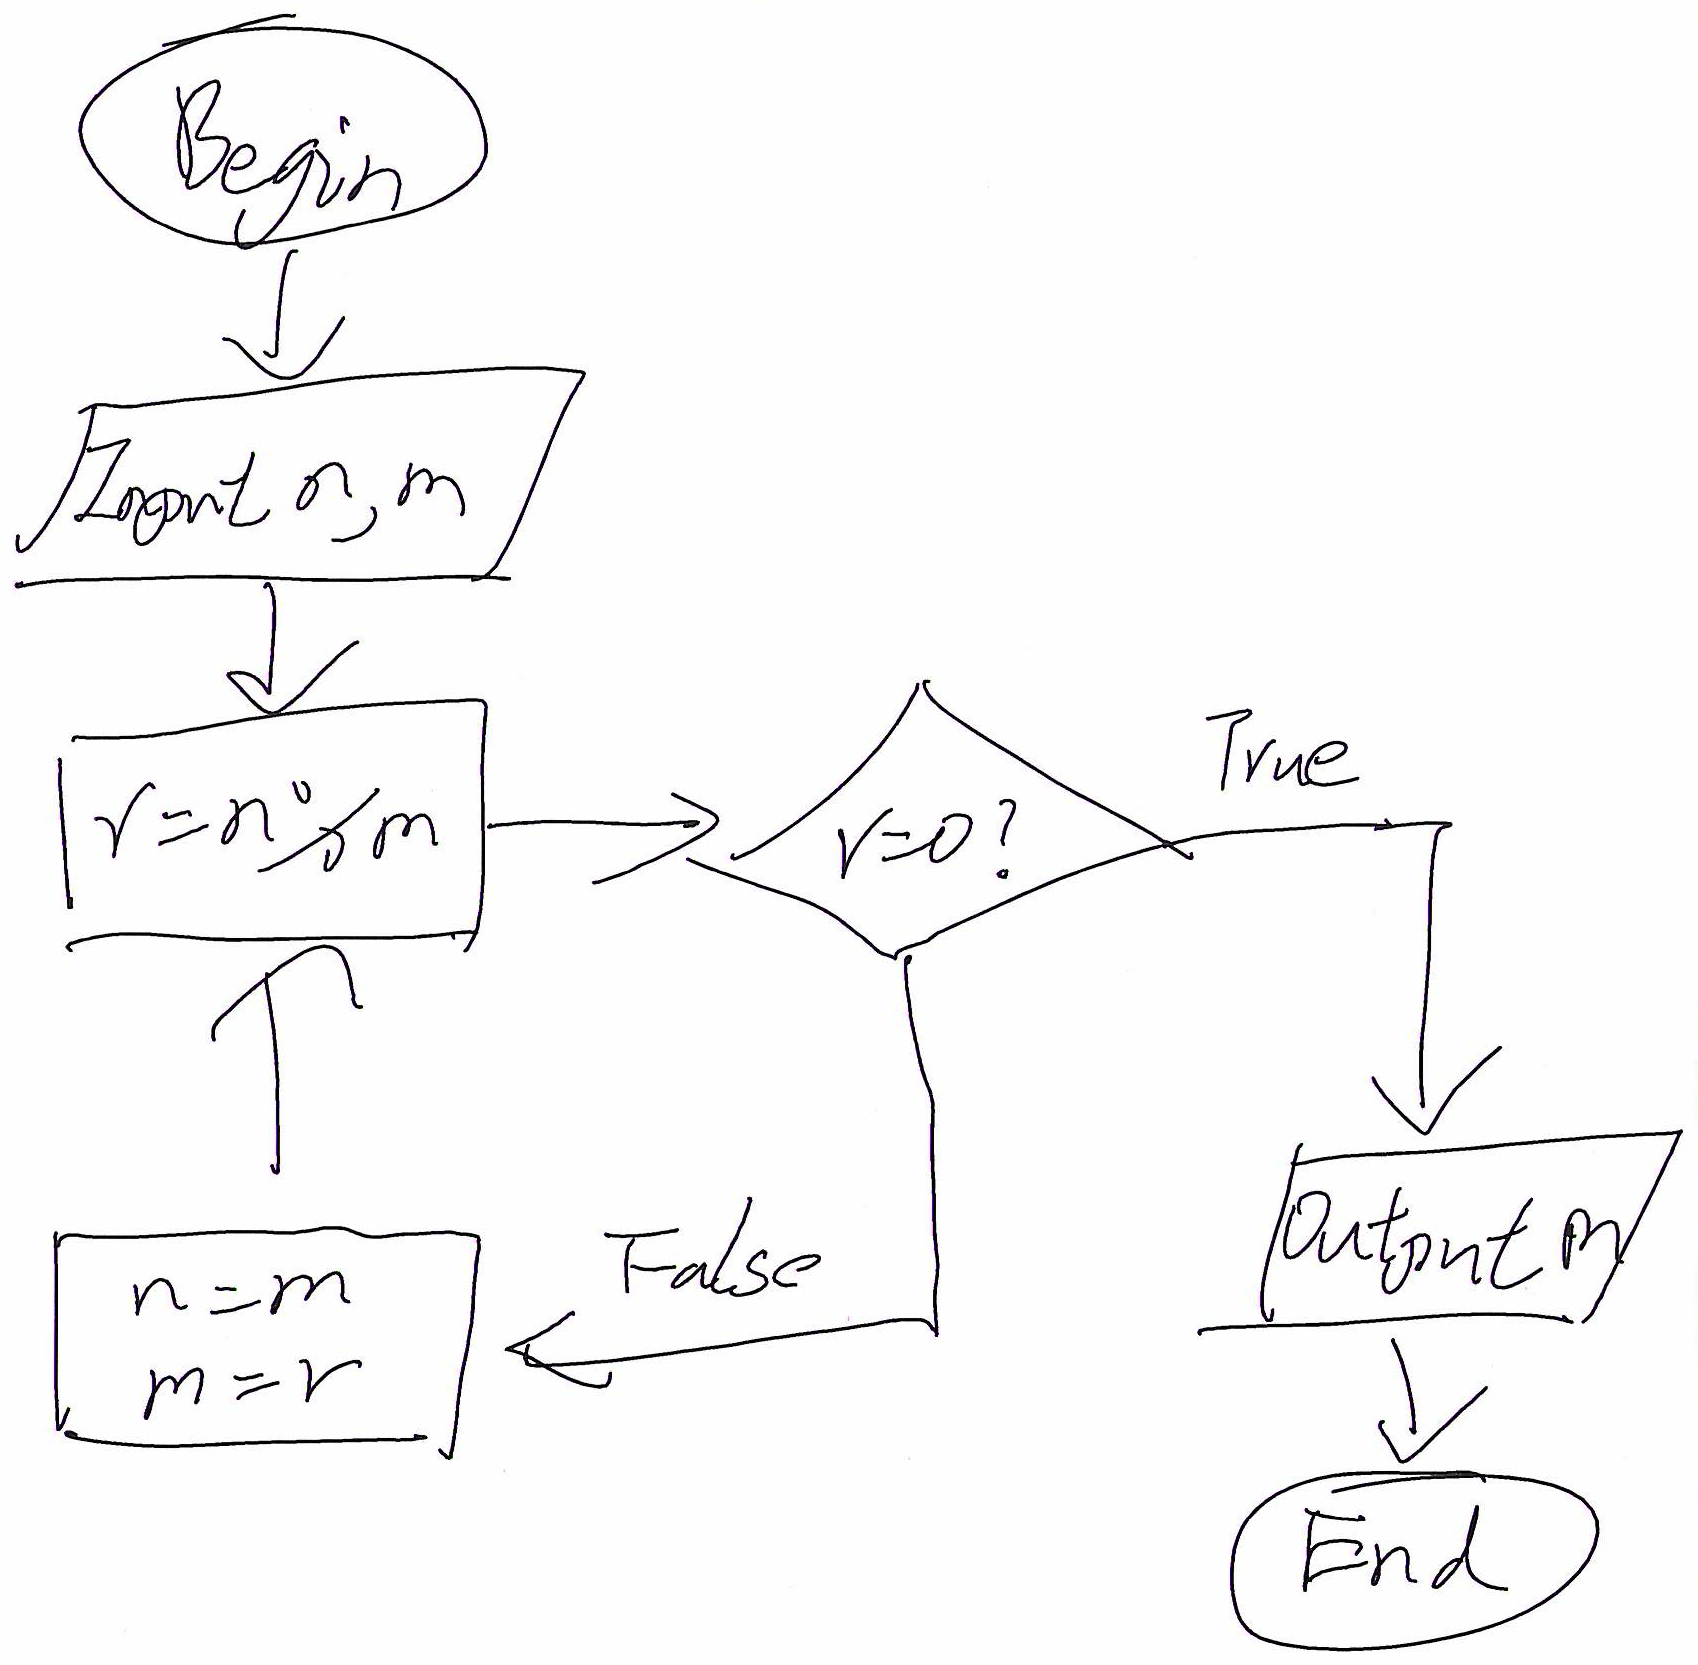 Begin
Input n, m
r=n%m
r=0?
True
False
n=m
m=r
Output m
End